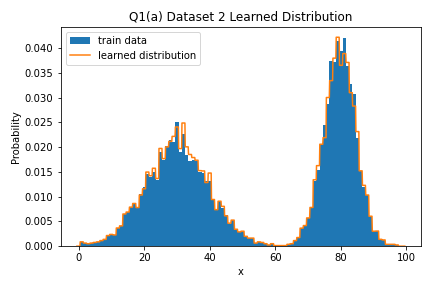 Q1(a) Dataset 2 Learned Distribution
train data
learned distribution
Probability
0.040
0.035
0.030
0.025
0.020
0.015
0.010
0.005
0.000
0 20 40 60 80 100
x